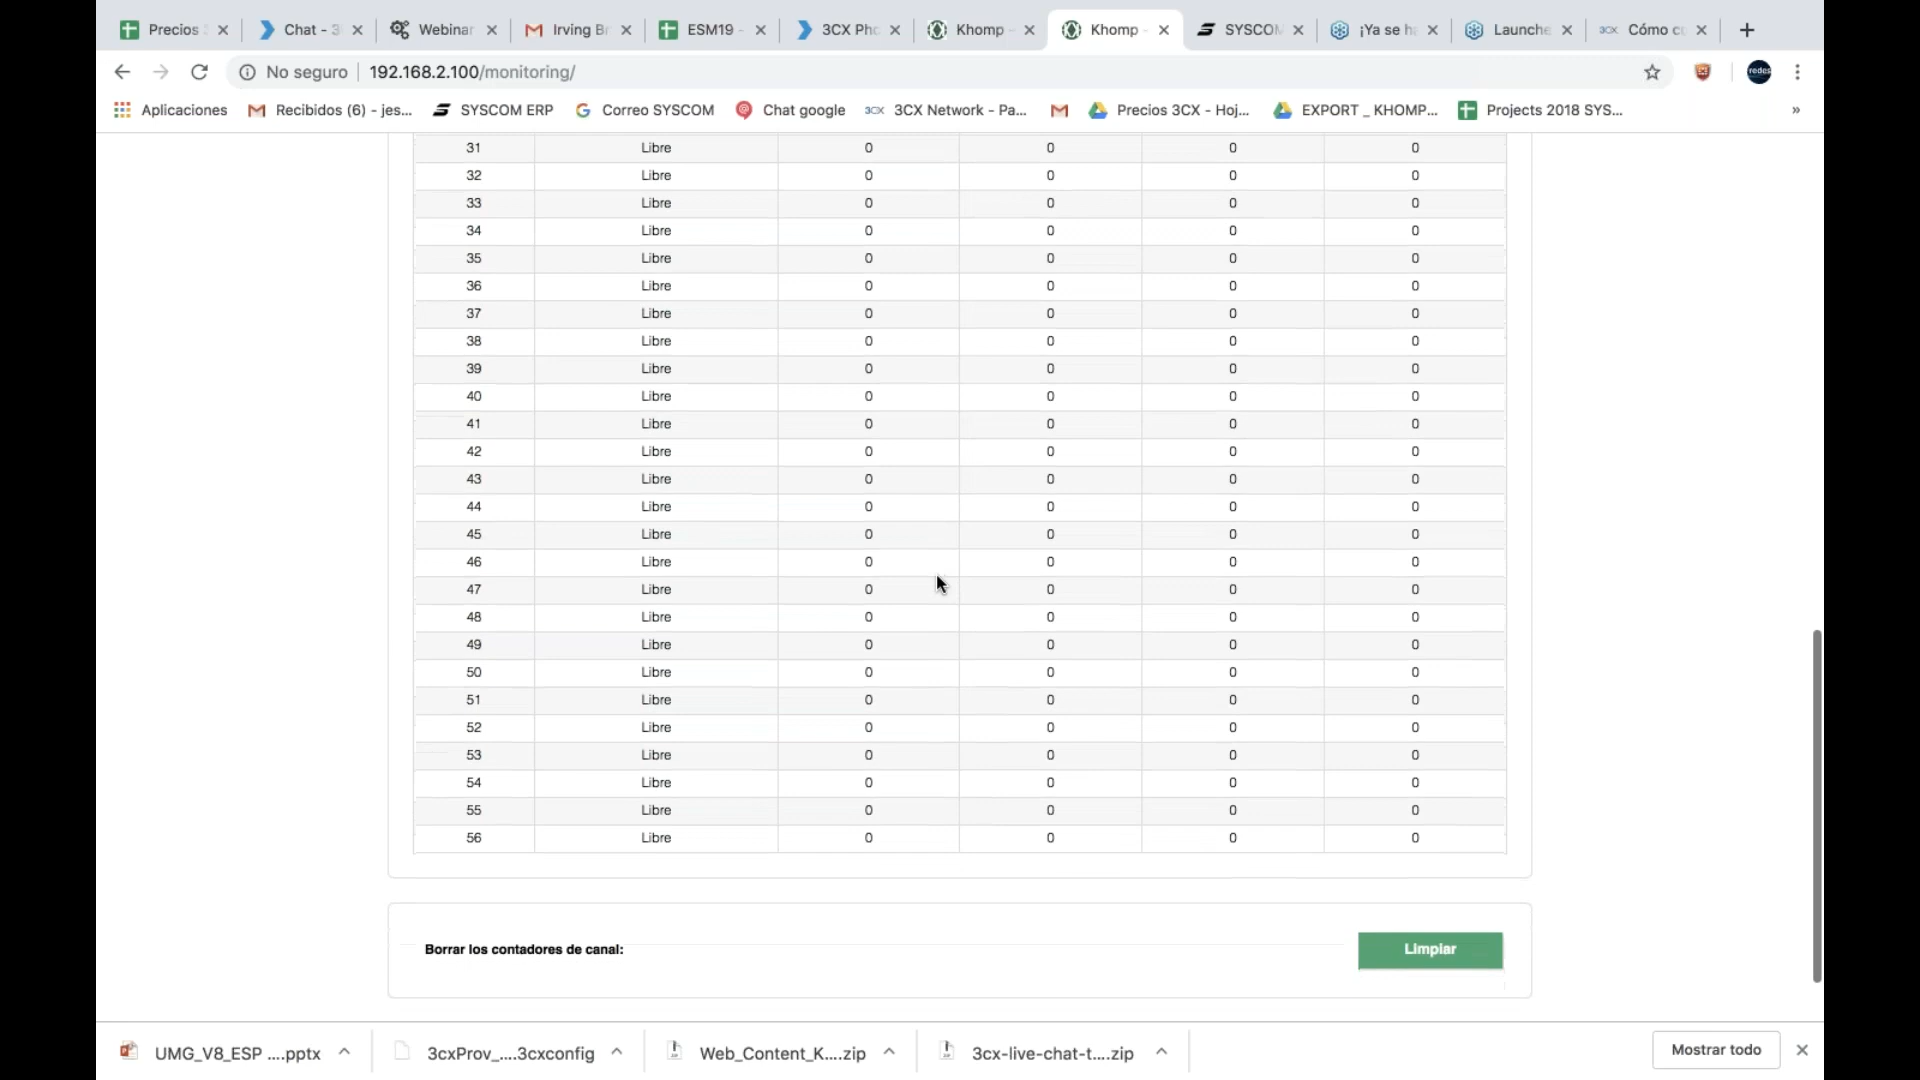 Precios
Chat - 3
Webinar
Irving Br
ESM19 -
3CX Pho
Khomp -
Khomp -
SYSCOM
¡Ya se ha
Launche
3CX Cómo c
No seguro 192.168.2.100/monitoring/
Aplicaciones
Recibidos (6) - jes...
SYSCOM ERP
Correo SYSCOM
Chat google
3CX 3CX Network - Pa...
Precios 3CX - Hoj...
EXPORT _ KHOMP...
Projects 2018 SYS...
»
31 Libre 0 0 0 0
32 Libre 0 0 0 0
33 Libre 0 0 0 0
34 Libre 0 0 0 0
35 Libre 0 0 0 0
36 Libre 0 0 0 0
37 Libre 0 0 0 0
38 Libre 0 0 0 0
39 Libre 0 0 0 0
40 Libre 0 0 0 0
41 Libre 0 0 0 0
42 Libre 0 0 0 0
43 Libre 0 0 0 0
44 Libre 0 0 0 0
45 Libre 0 0 0 0
46 Libre 0 0 0 0
47 Libre 0 0 0 0
48 Libre 0 0 0 0
49 Libre 0 0 0 0
50 Libre 0 0 0 0
51 Libre 0 0 0 0
52 Libre 0 0 0 0
53 Libre 0 0 0 0
54 Libre 0 0 0 0
55 Libre 0 0 0 0
56 Libre 0 0 0 0
Borrar los contadores de canal:
Limpiar
UMG_V8_ESP ....pptx
3cxProv_....3cxconfig
Web_Content_K....zip
3cx-live-chat-t....zip
Mostrar todo